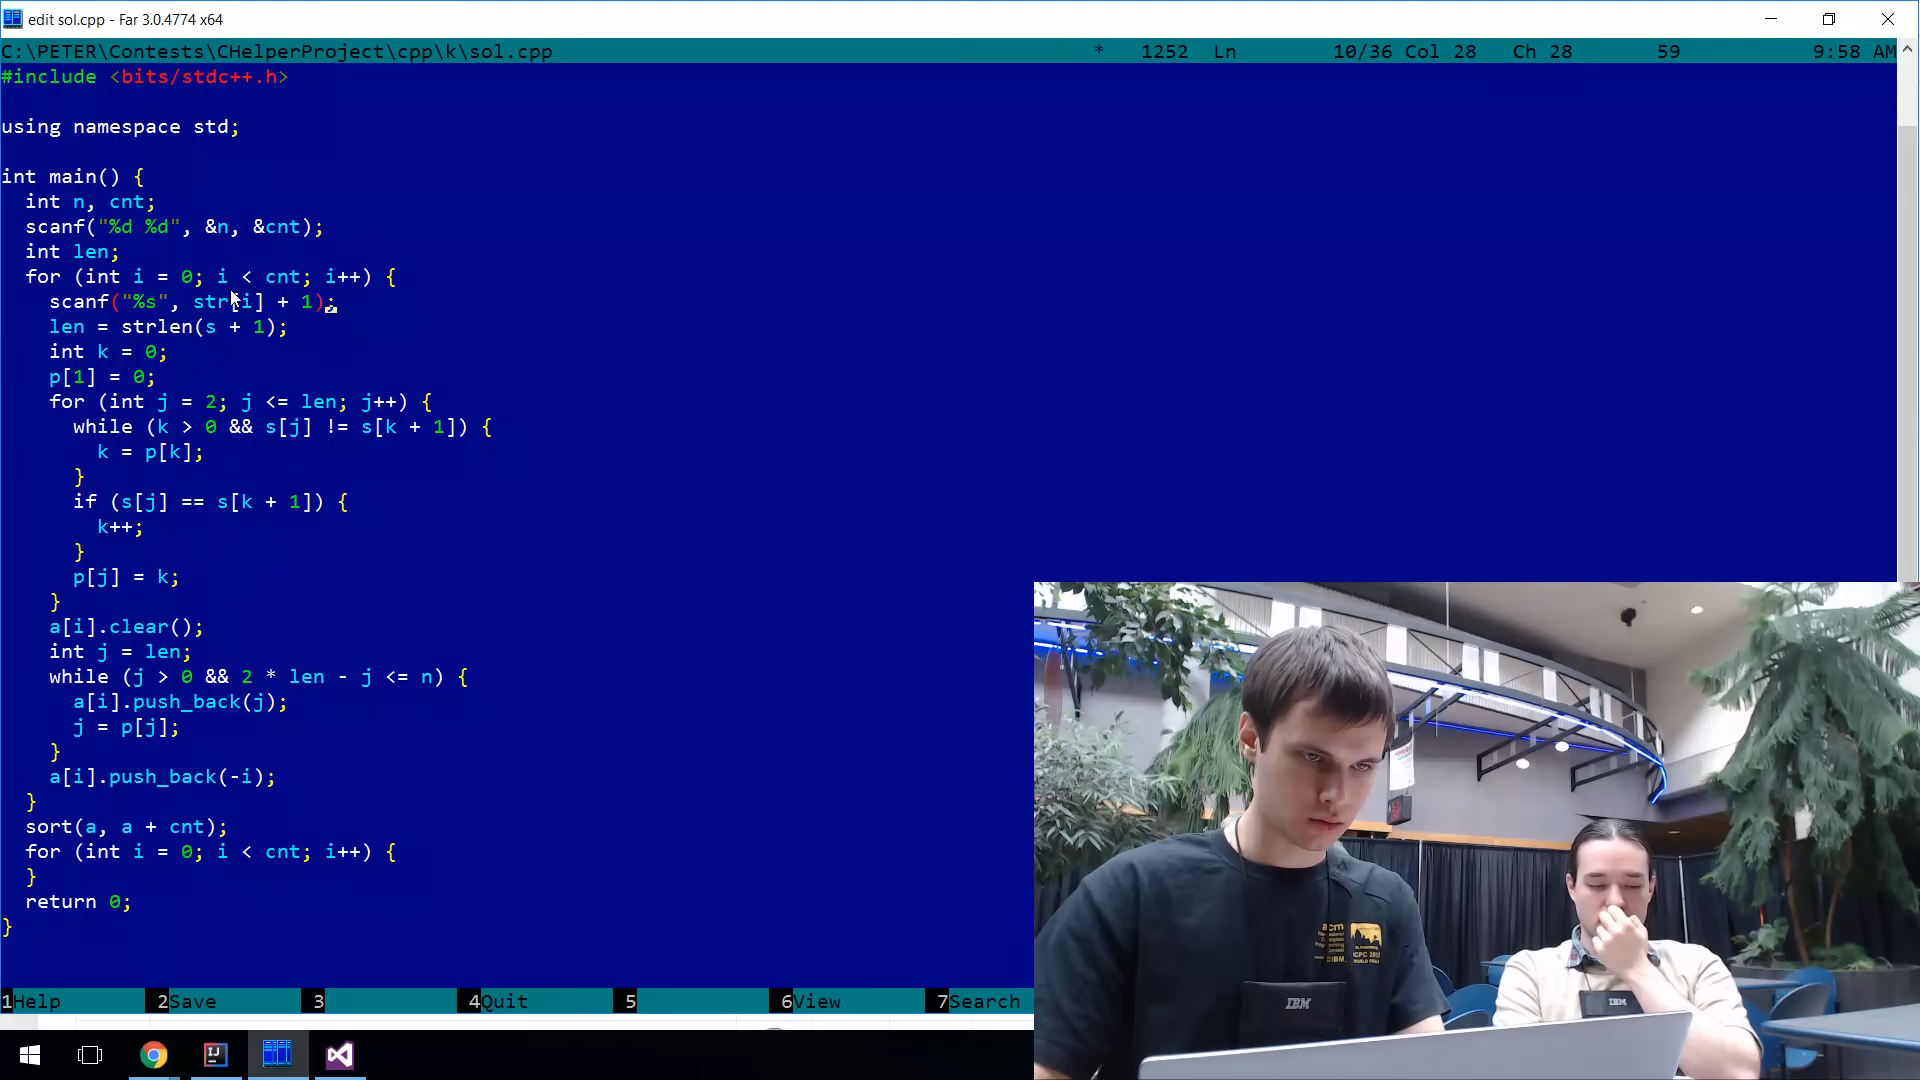 edit sol.cpp - Far 3.0.4774 x64
C:\PETER\Contests\CHelperProject\cpp\k\sol.cpp * 1252 Ln 10/36 Col 28 Ch 28 59 9:58 AM
#include <bits/stdc++.h>
using namespace std;
int main() {
  int n, cnt;
  scanf("%d %d", &n, &cnt);
  int len;
  for (int i = 0; i < cnt; i++) {
    scanf("%s", str[i] + 1);
    len = strlen(s + 1);
    int k = 0;
    p[1] = 0;
    for (int j = 2; j <= len; j++) {
      while (k > 0 && s[j] != s[k + 1]) {
        k = p[k];
      }
      if (s[j] == s[k + 1]) {
        k++;
      }
      p[j] = k;
    }
    a[i].clear();
    int j = len;
    while (j > 0 && 2 * len - j <= n) {
      a[i].push_back(j);
      j = p[j];
    }
    a[i].push_back(-i);
  }
  sort(a, a + cnt);
  for (int i = 0; i < cnt; i++) {
  }
  return 0;
}
1Help 2Save 3 4Quit 5 6View 7Search
acm
IBM
IBM